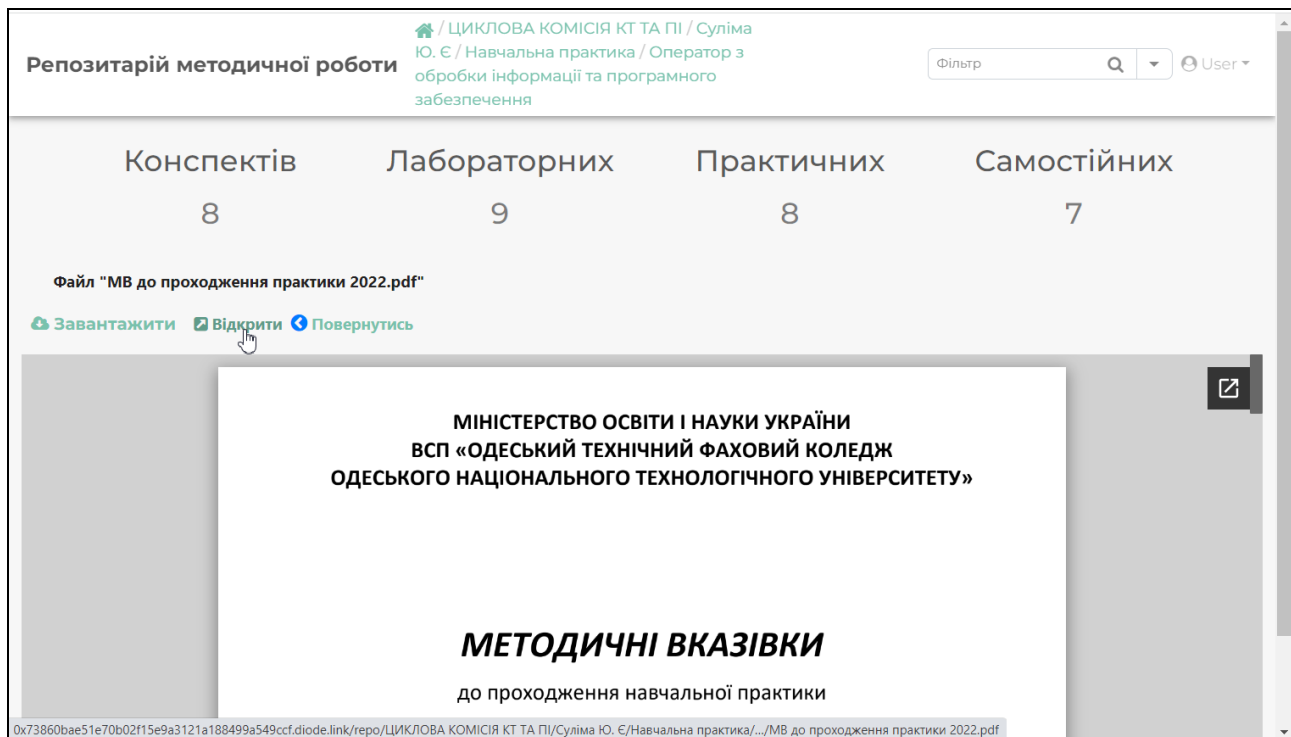 Репозитарій методичної роботи
/ ЦИКЛОВА КОМІСІЯ КТ ТА ПІ / Суліма
Ю. Є / Навчальна практика / Оператор з
обробки інформації та програмного
забезпечення
Фільтр
User
Конспектів Лабораторних Практичних Самостійних
8 9 8 7
Файл "МВ до проходження практики 2022.pdf"
Завантажити Відкрити Повернутись
МІНІСТЕРСТВО ОСВІТИ І НАУКИ УКРАЇНИ
ВСП «ОДЕСЬКИЙ ТЕХНІЧНИЙ ФАХОВИЙ КОЛЕДЖ
ОДЕСЬКОГО НАЦІОНАЛЬНОГО ТЕХНОЛОГІЧНОГО УНІВЕРСИТЕТУ»
МЕТОДИЧНІ ВКАЗІВКИ
до проходження навчальної практики
0x73860bae51e70b02f15e9a3121a188499a549ccf.diode.link/repo/ЦИКЛОВА КОМІСІЯ КТ ТА ПІ/Суліма Ю. Є/Навчальна практика/.../МВ до проходження практики 2022.pdf